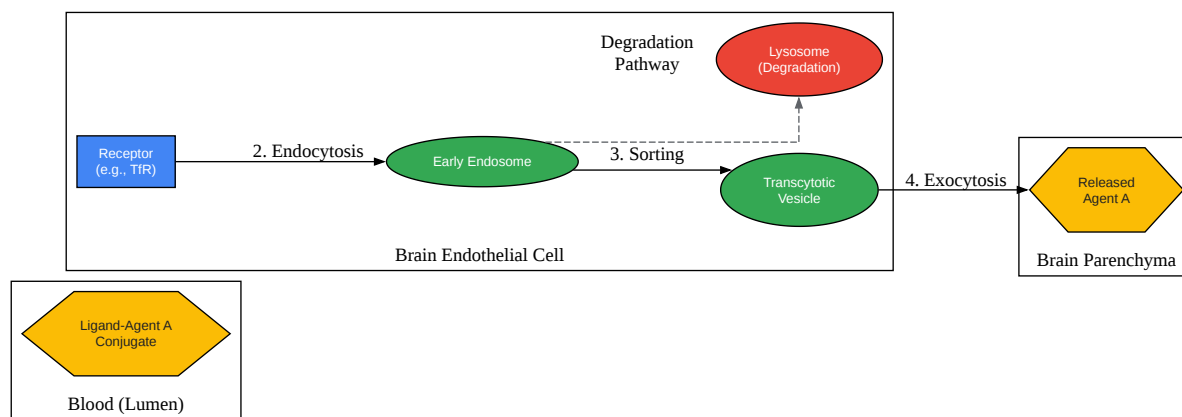 Degradation
Pathway
Lysosome
(Degradation)
Receptor
(e.g., TfR)
2. Endocytosis
Early Endosome
3. Sorting
Transcytotic
Vesicle
4. Exocytosis
Released
Agent A
Brain Endothelial Cell
Brain Parenchyma
Ligand-Agent A
Conjugate
Blood (Lumen)